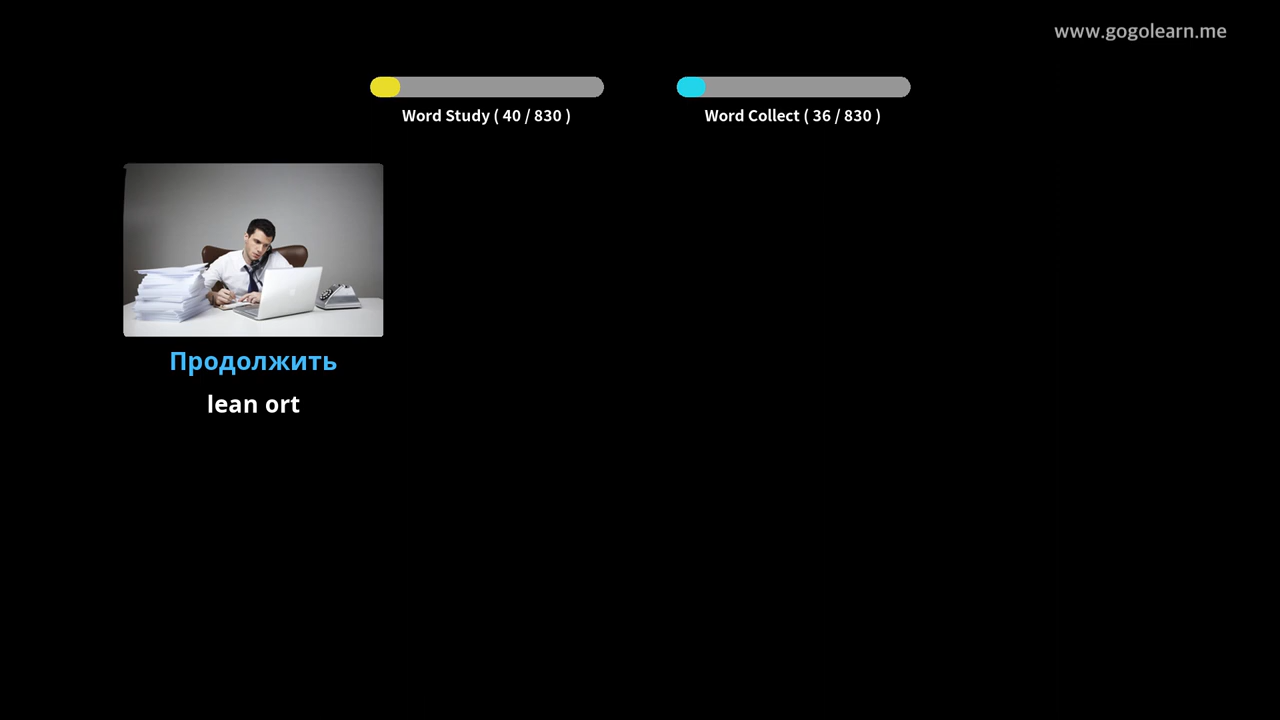 www.gogolearn.me
Word Study ( 40 / 830 )
Word Collect ( 36 / 830 )
Продолжить
lean ort